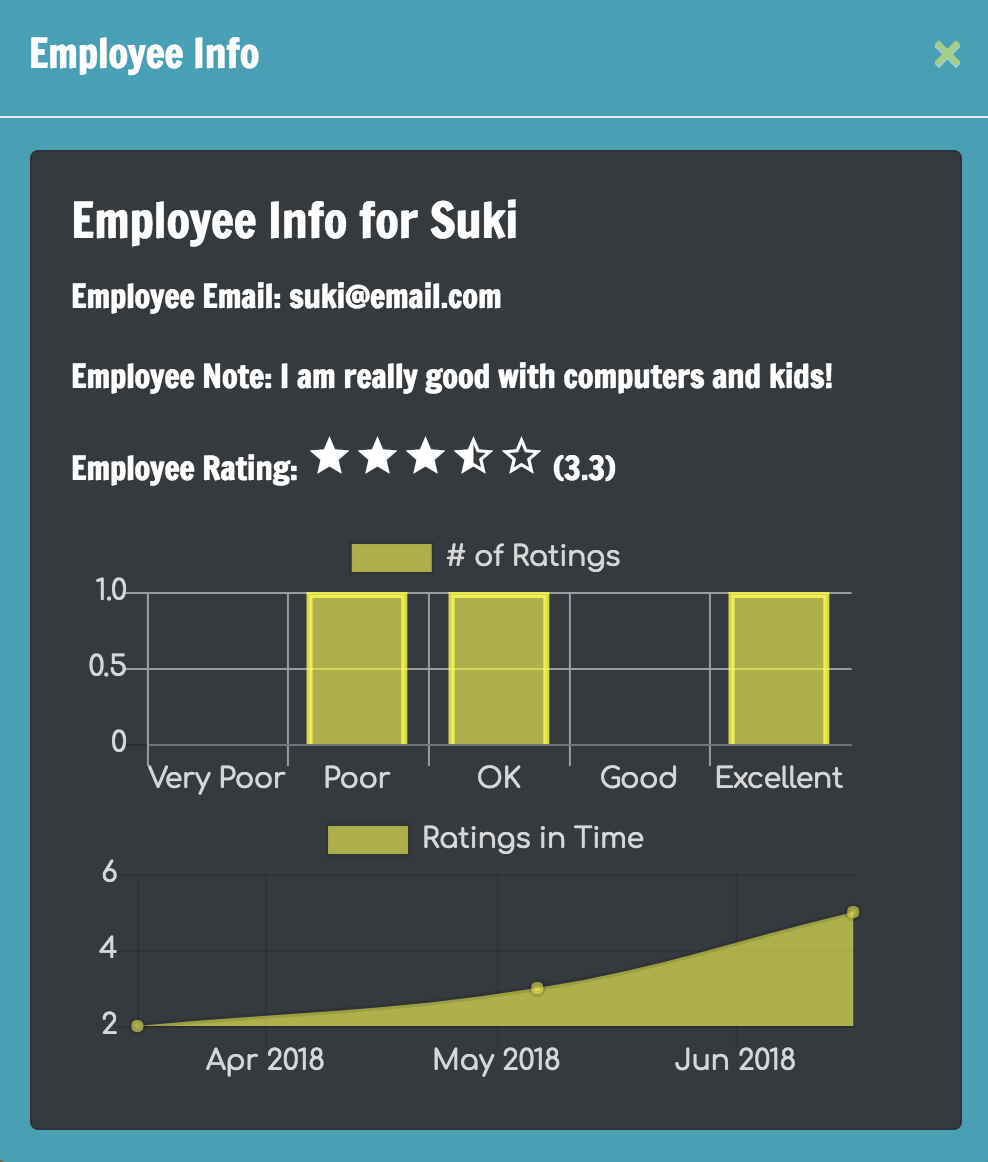 Employee Info
Employee Info for Suki
Employee Email: suki@email.com
Employee Note: I am really good with computers and kids!
Employee Rating: (3.3)
# of Ratings
1.0
0.5
0
Very Poor Poor OK Good Excellent
Ratings in Time
6
4
2
Apr 2018 May 2018 Jun 2018